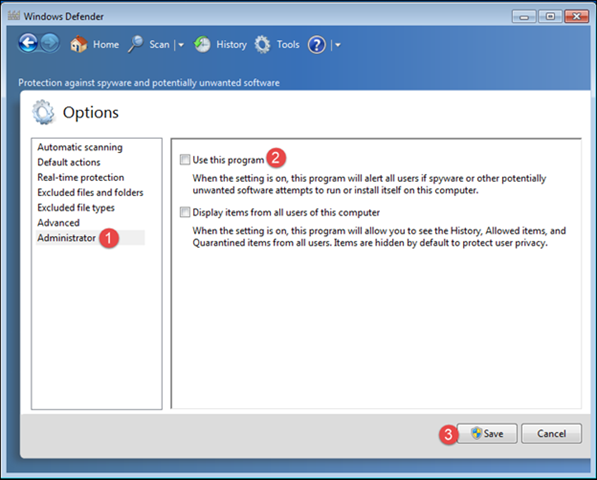 Windows Defender
Home Scan History Tools ?
Protection against spyware and potentially unwanted software
Options
Automatic scanning
Default actions
Real-time protection
Excluded files and folders
Excluded file types
Advanced
Administrator 1
Use this program 2
When the setting is on, this program will alert all users if spyware or other potentially
unwanted software attempts to run or install itself on this computer.
Display items from all users of this computer
When the setting is on, this program will allow you to see the History, Allowed items, and
Quarantined items from all users. Items are hidden by default to protect user privacy.
3 Save Cancel